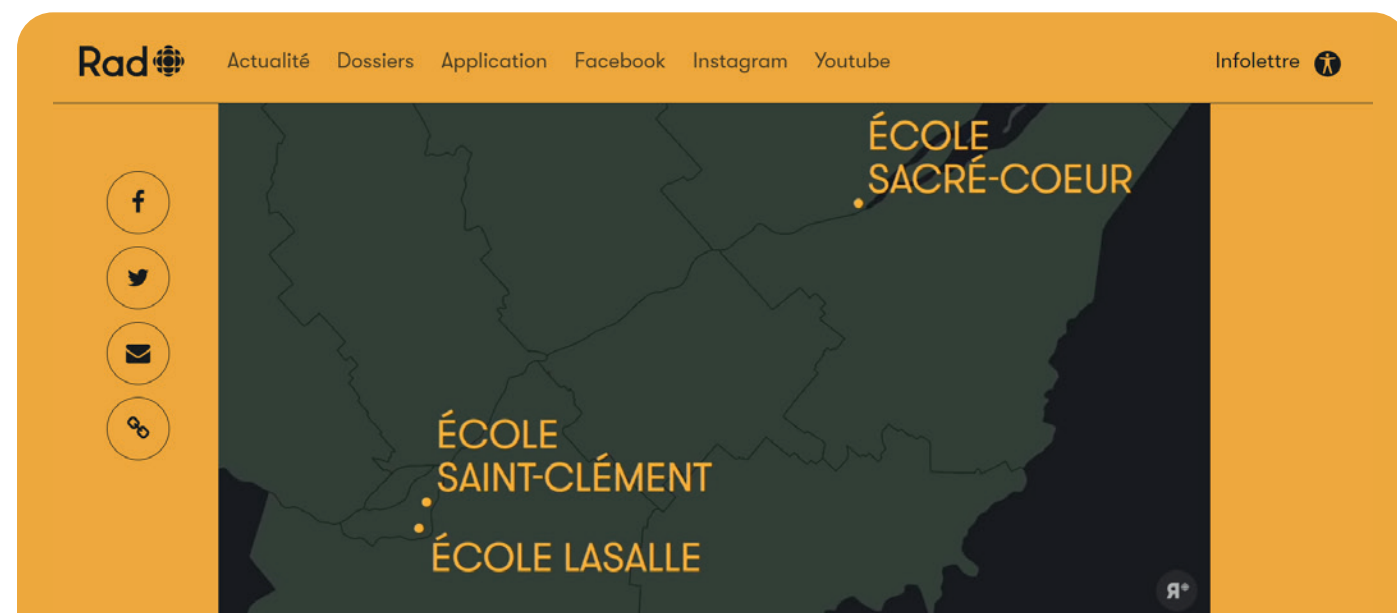 Rad
Actualité Dossiers Application Facebook Instagram Youtube
Infolettre
ÉCOLE
SACRÉ-COEUR
ÉCOLE
SAINT-CLÉMENT
ÉCOLE LASALLE